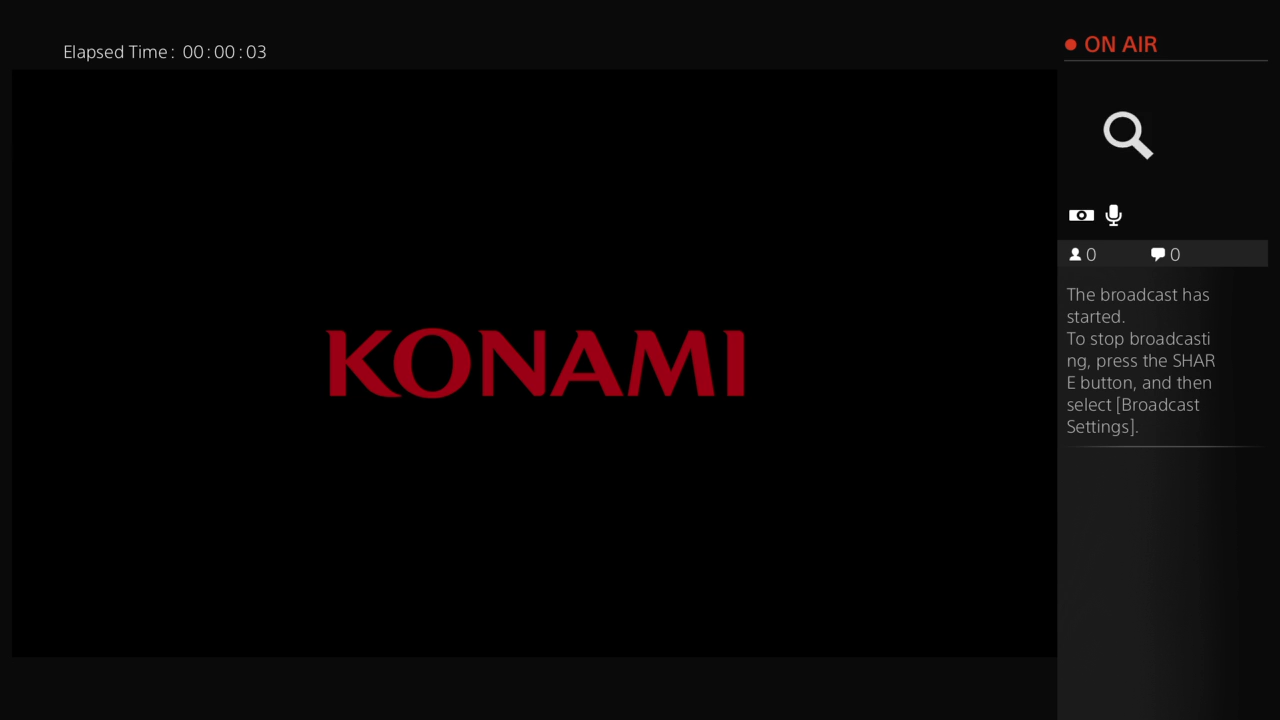 Elapsed Time: 00:00:03
ON AIR
KONAMI
0 0
The broadcast has
started.
To stop broadcasti
ng, press the SHAR
E button, and then
select [Broadcast
Settings].